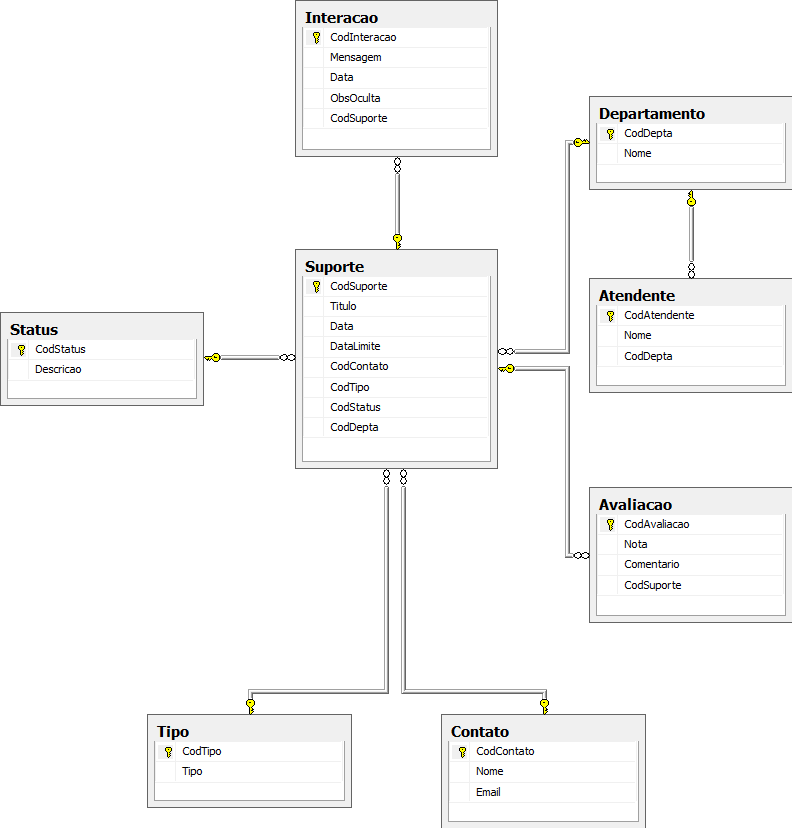 Interacao
CodInteracao
Mensagem
Data
ObsOculta
CodSuporte
Departamento
CodDepta
Nome
Suporte
CodSuporte
Titulo
Data
DataLimite
CodContato
CodTipo
CodStatus
CodDepta
Atendente
CodAtendente
Nome
CodDepta
Status
CodStatus
Descricao
Avaliacao
CodAvaliacao
Nota
Comentario
CodSuporte
Tipo
CodTipo
Tipo
Contato
CodContato
Nome
Email